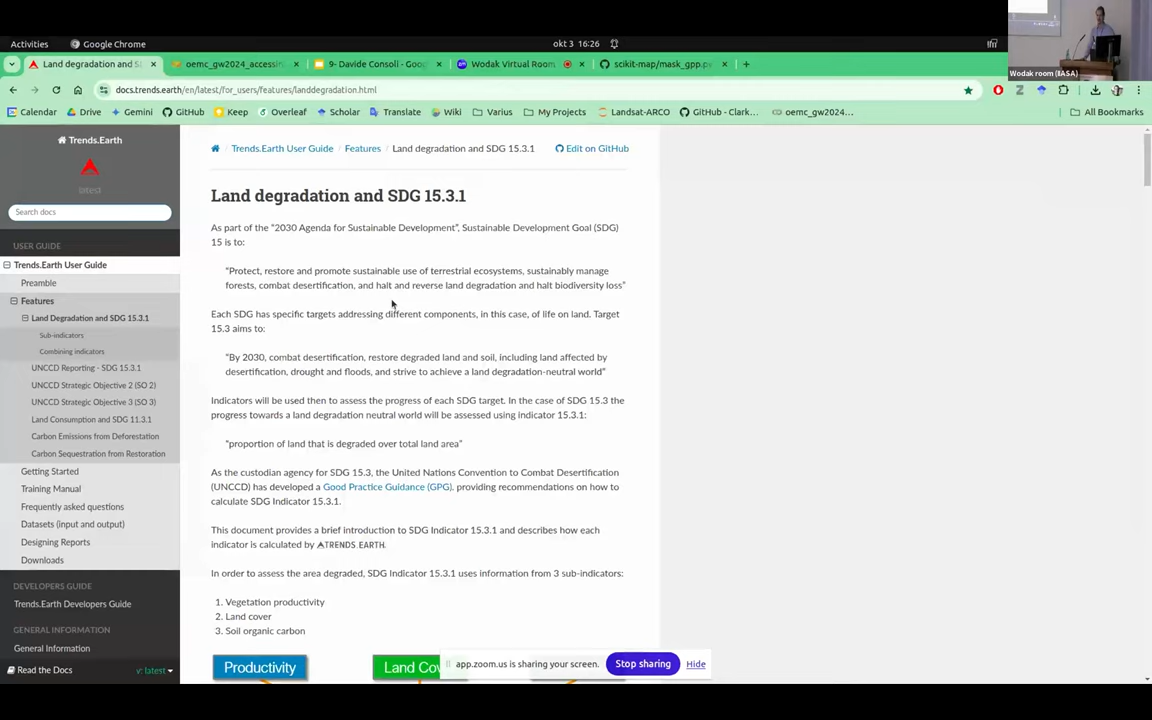 Activities
Google Chrome
okt 3 16:26
Land degradation and S
oemc_gw2024_accessin
9- Davide Consoli - Goog
Wodak Virtual Room
scikit-map/mask_gpp.p
docs.trends.earth/en/latest/for_users/features/landdegradation.html
Calendar
Drive
Gemini
GitHub
Keep
Overleaf
Scholar
Translate
Wiki
Varius
My Projects
Landsat-ARCO
GitHub - Clark...
oemc_gw2024_acces...
All Bookmarks
Wodak room (IIASA)
Trends.Earth
latest
Search docs
USER GUIDE
Trends.Earth User Guide
Preamble
Features
Land Degradation and SDG 15.3.1
Sub-indicators
Combining indicators
UNCCD Reporting - SDG 15.3.1
UNCCD Strategic Objective 2 (SO 2)
UNCCD Strategic Objective 3 (SO 3)
Land Consumption and SDG 11.3.1
Carbon Emissions from Deforestation
Carbon Sequestration from Restoration
Getting Started
Training Manual
Frequently asked questions
Datasets (input and output)
Designing Reports
Downloads
DEVELOPERS GUIDE
Trends.Earth Developers Guide
GENERAL INFORMATION
General Information
Read the Docs
v: latest
Trends.Earth User Guide / Features / Land degradation and SDG 15.3.1
Edit on GitHub
Land degradation and SDG 15.3.1
As part of the “2030 Agenda for Sustainable Development”, Sustainable Development Goal (SDG)
15 is to:
“Protect, restore and promote sustainable use of terrestrial ecosystems, sustainably manage
forests, combat desertification, and halt and reverse land degradation and halt biodiversity loss”
Each SDG has specific targets addressing different components, in this case, of life on land. Target
15.3 aims to:
“By 2030, combat desertification, restore degraded land and soil, including land affected by
desertification, drought and floods, and strive to achieve a land degradation-neutral world”
Indicators will be used then to assess the progress of each SDG target. In the case of SDG 15.3 the
progress towards a land degradation neutral world will be assessed using indicator 15.3.1:
“proportion of land that is degraded over total land area”
As the custodian agency for SDG 15.3, the United Nations Convention to Combat Desertification
(UNCCD) has developed a Good Practice Guidance (GPG). providing recommendations on how to
calculate SDG Indicator 15.3.1.
This document provides a brief introduction to SDG Indicator 15.3.1 and describes how each
indicator is calculated by TRENDS.EARTH.
In order to assess the area degraded, SDG Indicator 15.3.1 uses information from 3 sub-indicators:
1. Vegetation productivity
2. Land cover
3. Soil organic carbon
Productivity
Land Cov
app.zoom.us is sharing your screen.
Stop sharing
Hide